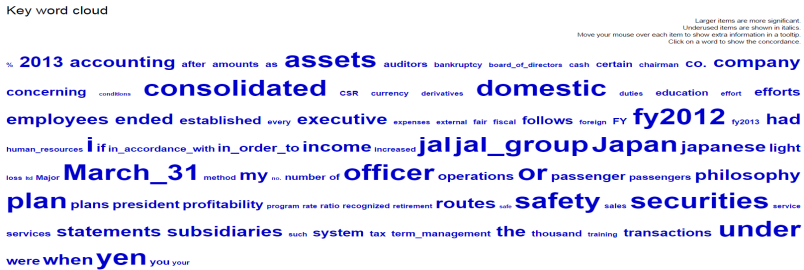 Key word cloud
Larger items are more significant.
Underused items are shown in italics.
Move your mouse over each item to show extra information in a tooltip.
Click on a word to show the concordance.
% 2013 accounting after amounts as assets auditors bankruptcy board_of_directors cash certain chairman co. company
concerning conditions consolidated CSR currency derivatives domestic duties education effort efforts
employees ended established every executive expenses external fair fiscal follows foreign FY fy2012 fy2013 had
human_resources i if in_accordance_with in_order_to income increased jal jal_group Japan japanese light
loss ltd Major March_31 method my no. number of officer operations or passenger passengers philosophy
plan plans president profitability program rate ratio recognized retirement routes safe safety sales securities service
services statements subsidiaries such system tax term_management the thousand training transactions under
were when yen you your